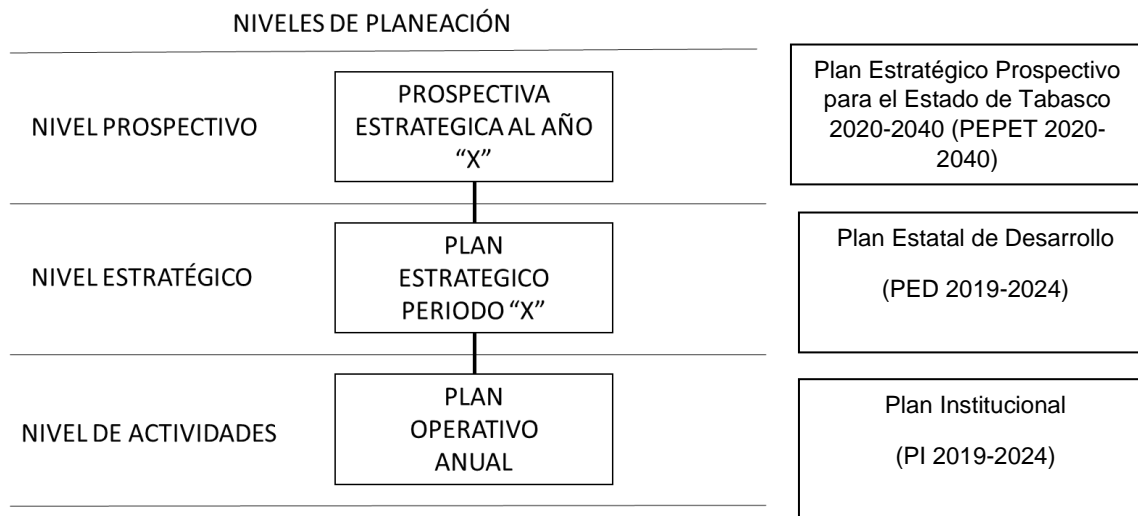 NIVELES DE PLANEACIÓN
NIVEL PROSPECTIVO
PROSPECTIVA
ESTRATEGICA AL AÑO
“X”
Plan Estratégico Prospectivo
para el Estado de Tabasco
2020-2040 (PEPET 2020-
2040)
NIVEL ESTRATÉGICO
PLAN
ESTRATEGICO
PERIODO “X”
Plan Estatal de Desarrollo
(PED 2019-2024)
NIVEL DE ACTIVIDADES
PLAN
OPERATIVO
ANUAL
Plan Institucional
(PI 2019-2024)